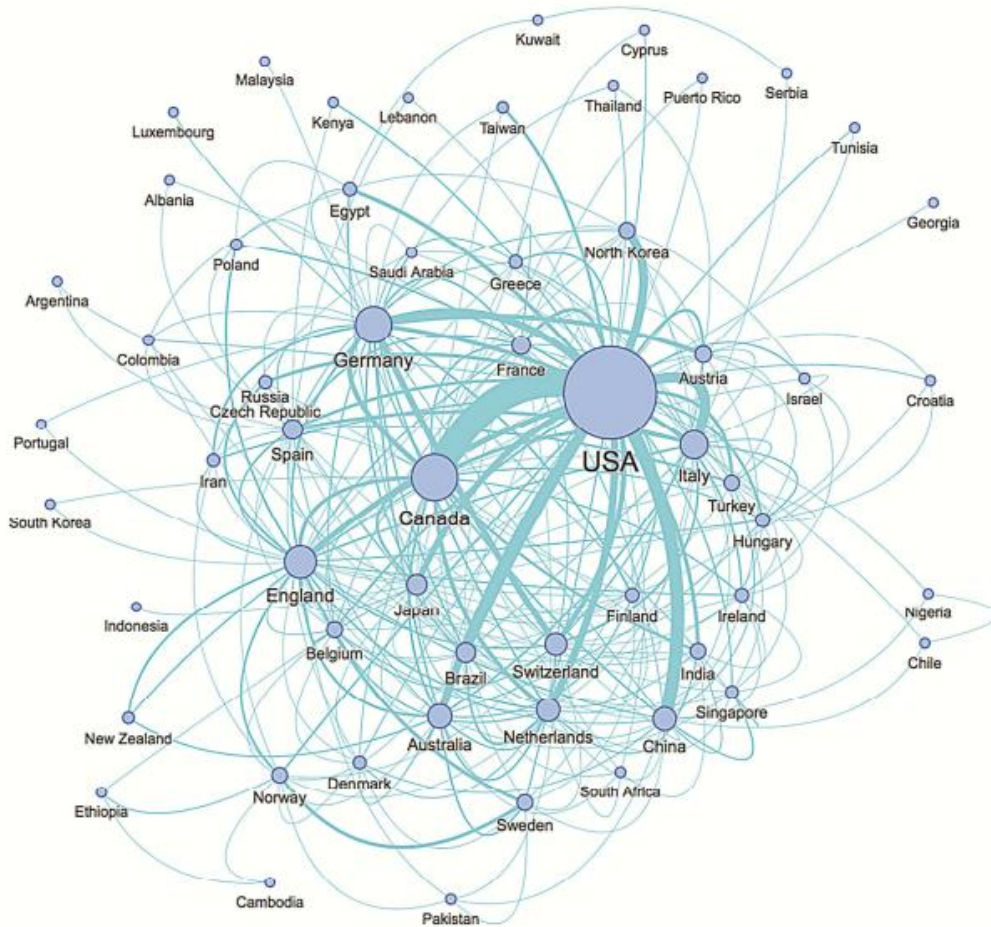 Kuwait
Cyprus
Malaysia
Serbia
Puerto Rico
Thailand
Lebanon
Kenya
Taiwan
Luxembourg
Tunisia
Albania
Egypt
Georgia
North Korea
Poland
Saudi Arabia
Greece
Argentina
Germany
Colombia
France
Austria
Israel
Croatia
Russia
Czech Republic
Portugal
Spain
USA
Italy
Iran
Turkey
Canada
South Korea
Hungary
England
Japan
Finland
Ireland
Nigeria
Indonesia
Belgium
Brazil
Switzerland
India
Chile
Singapore
New Zealand
Australia
Netherlands
China
Norway
Denmark
South Africa
Ethiopia
Sweden
Cambodia
Pakistan